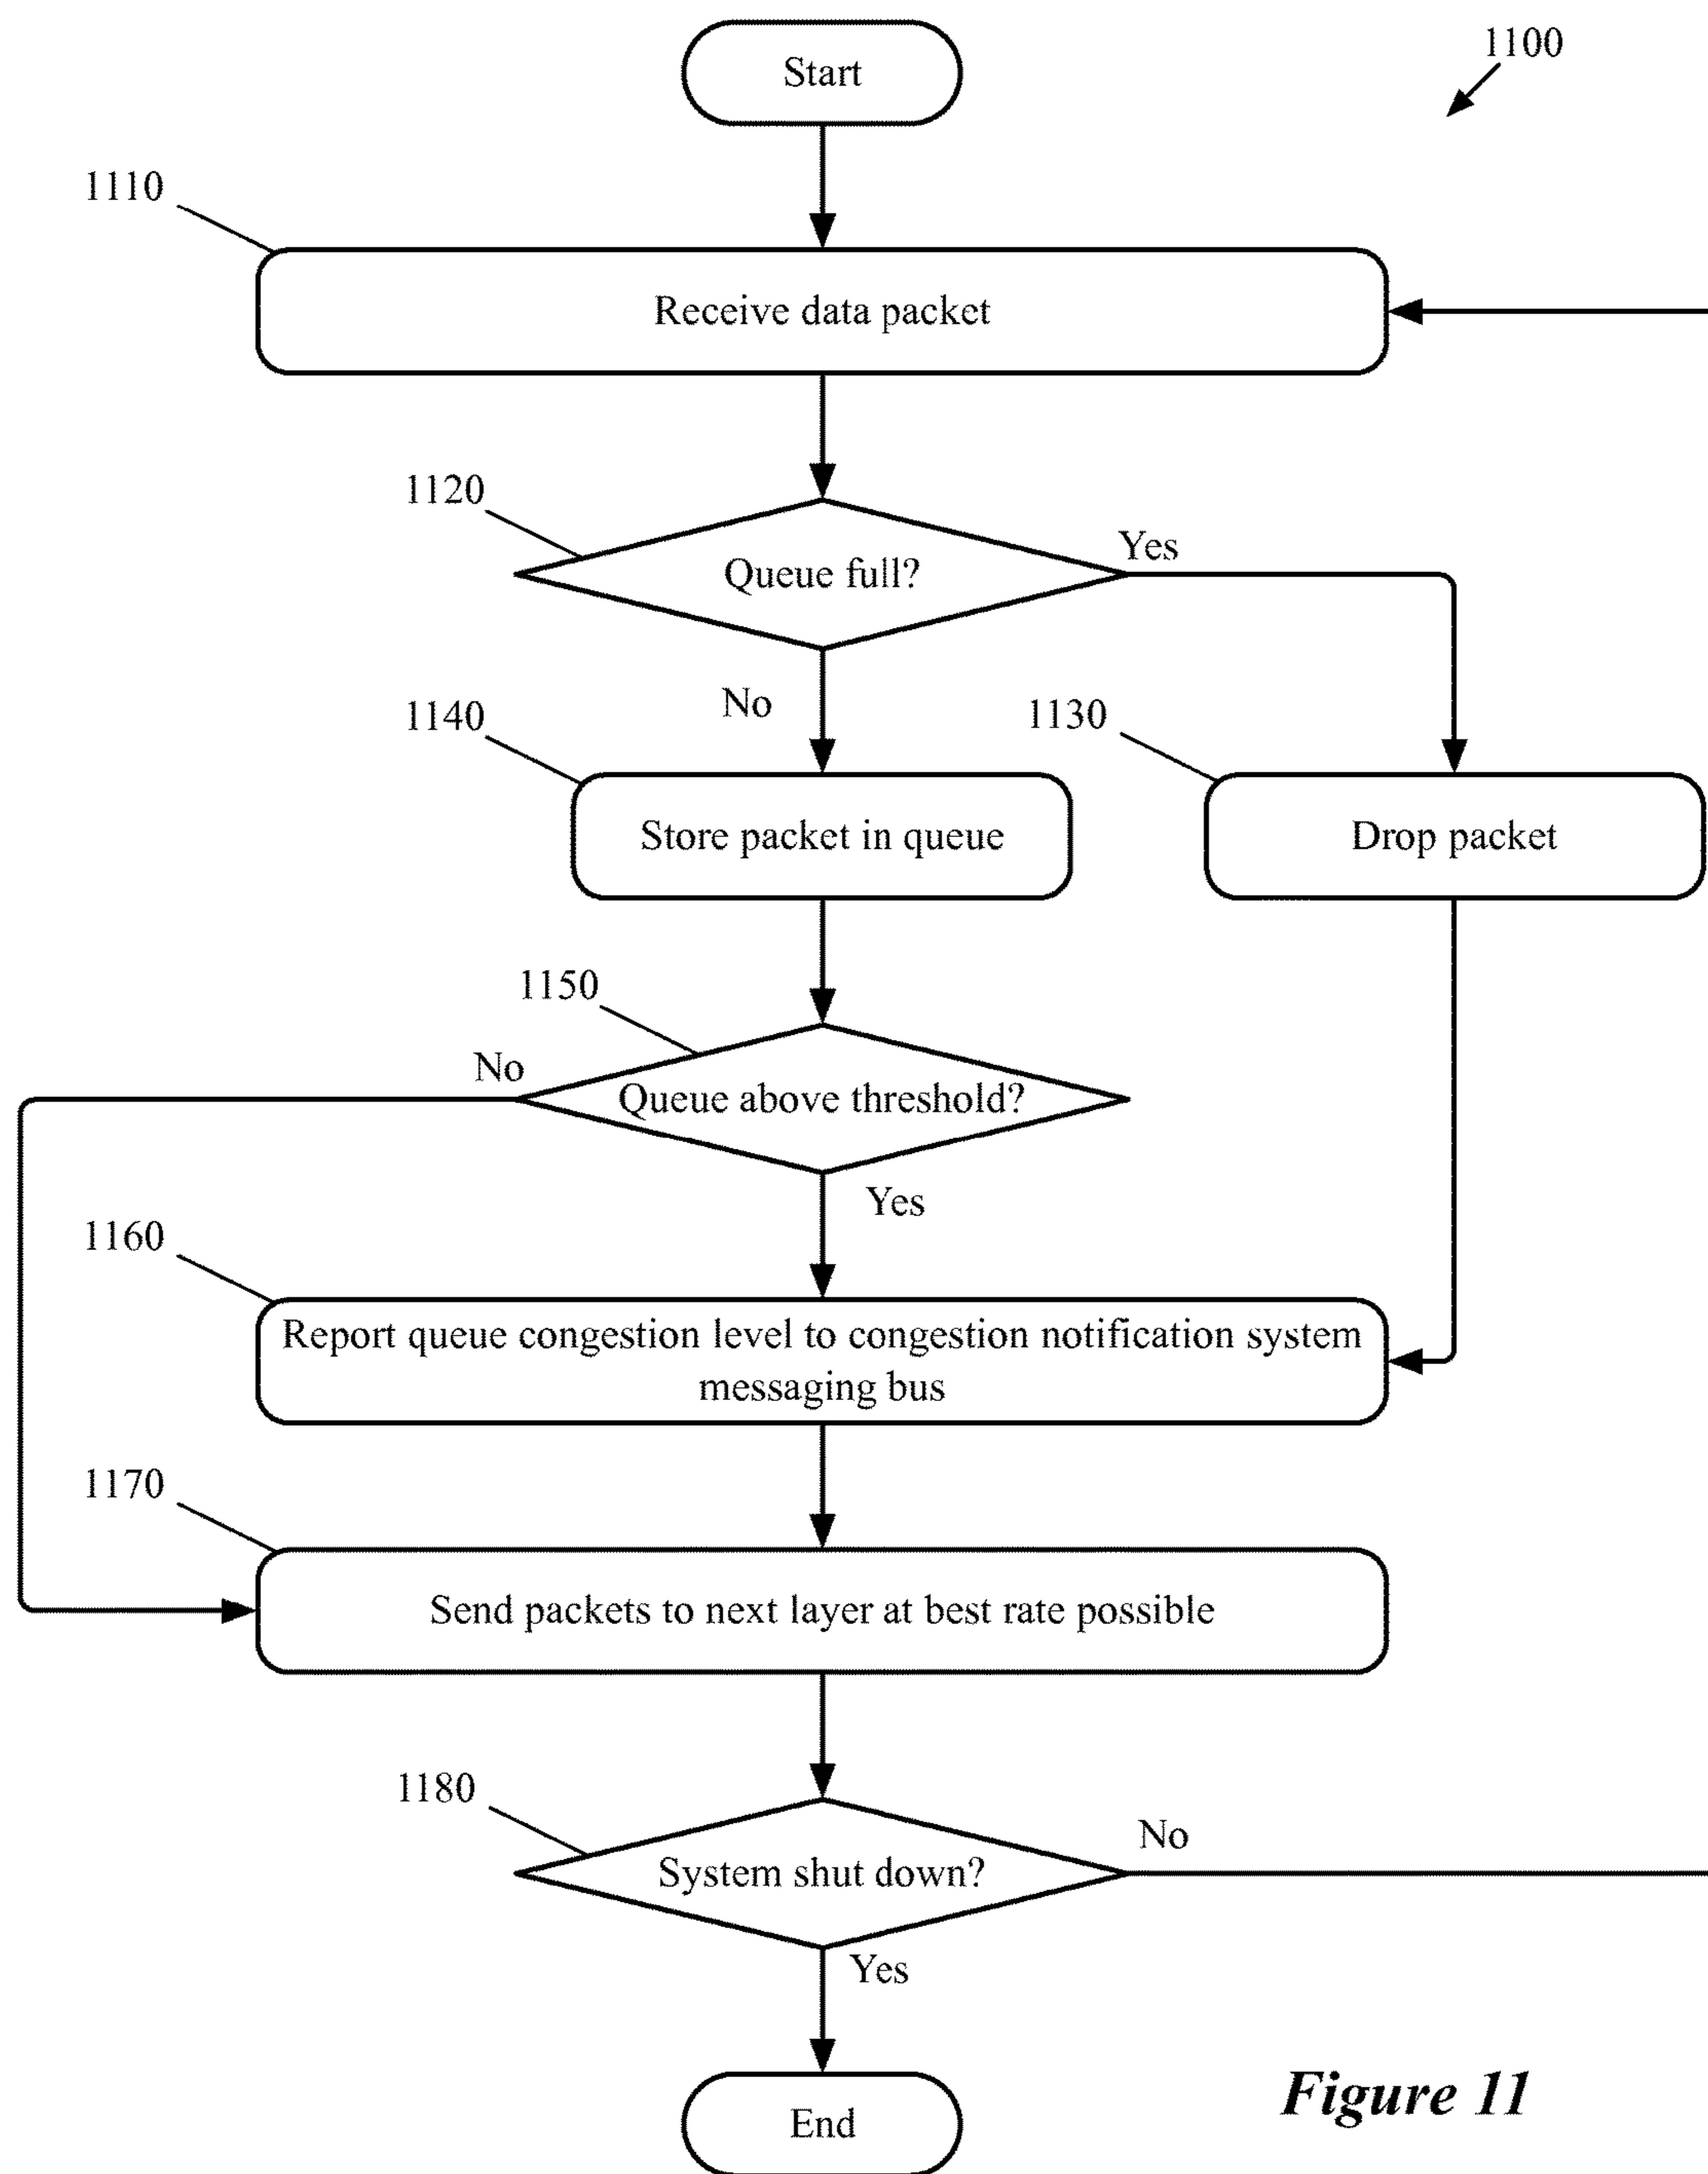 Start
1100
1110
Receive data packet
1120
Queue full?
Yes
No
1140
1130
Store packet in queue
Drop packet
1150
No
Queue above threshold?
Yes
1160
Report queue congestion level to congestion notification system
messaging bus
1170
Send packets to next layer at best rate possible
1180
No
System shut down?
Yes
Figure 11
End